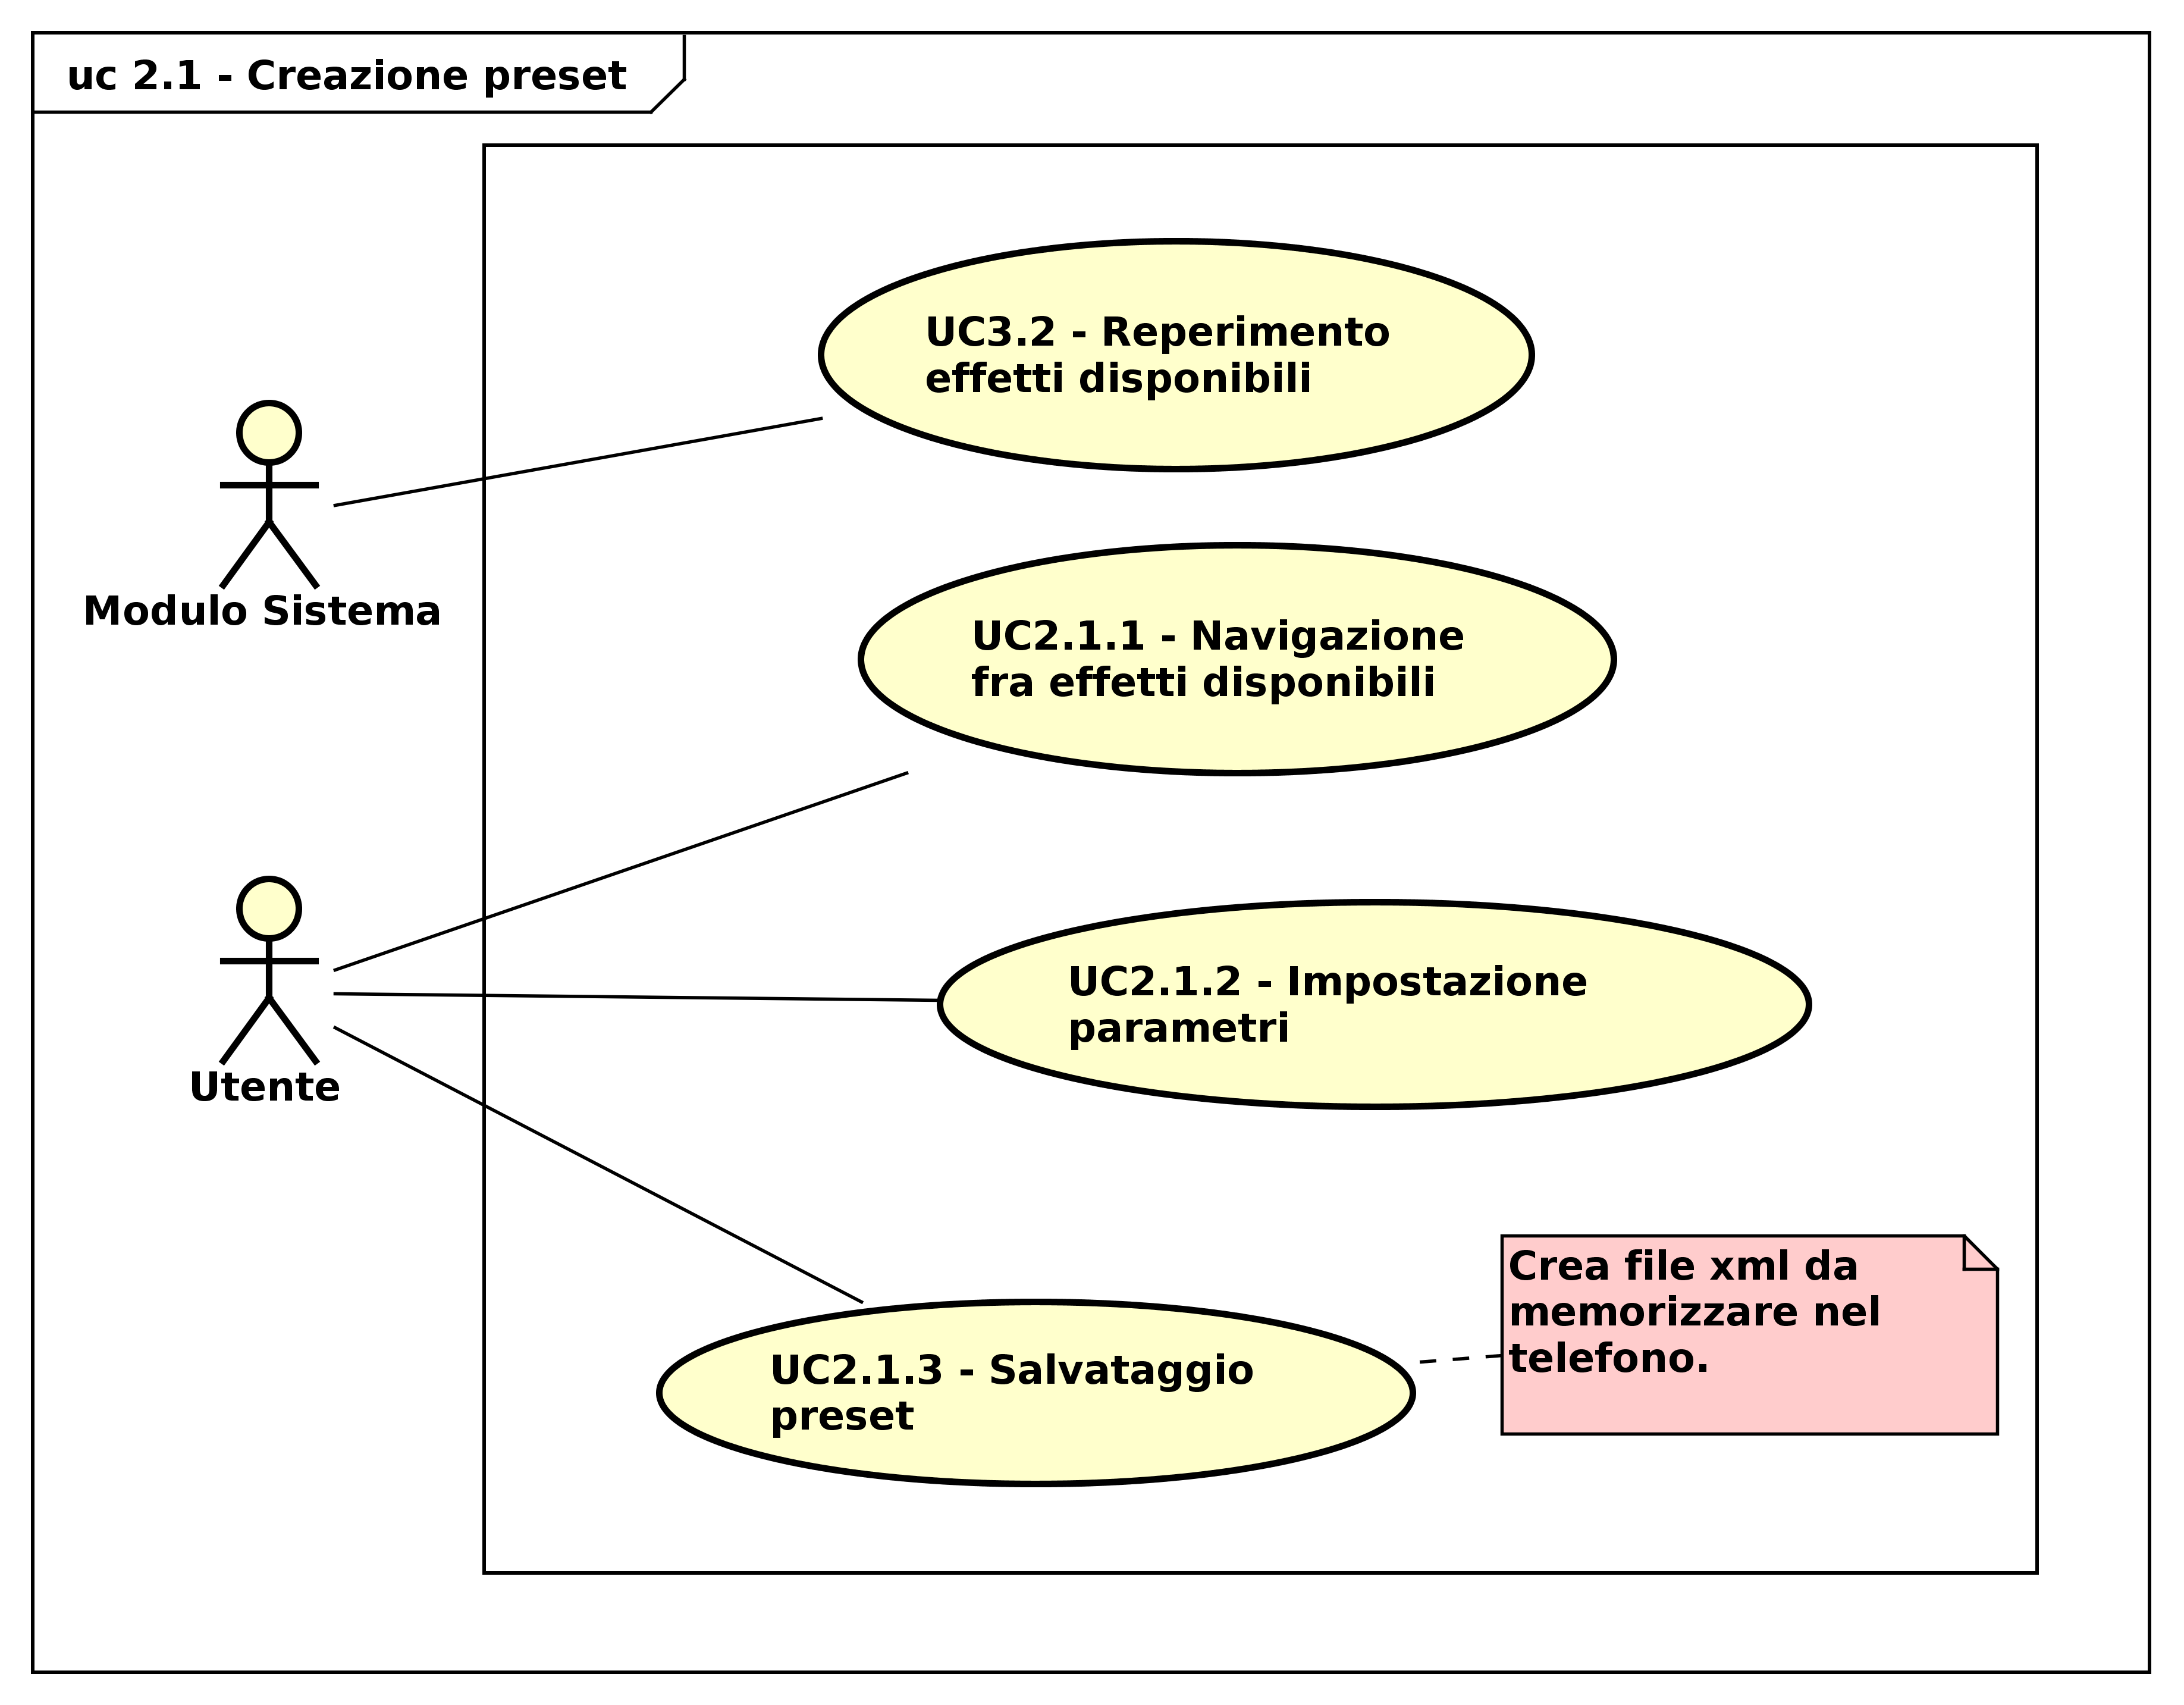 uc 2.1 - Creazione preset
UC3.2 - Reperimento
effetti disponibili
Modulo Sistema
UC2.1.1 - Navigazione
fra effetti disponibili
UC2.1.2 - Impostazione
parametri
Utente
UC2.1.3 - Salvataggio
preset
Crea file xml da
memorizzare nel
telefono.